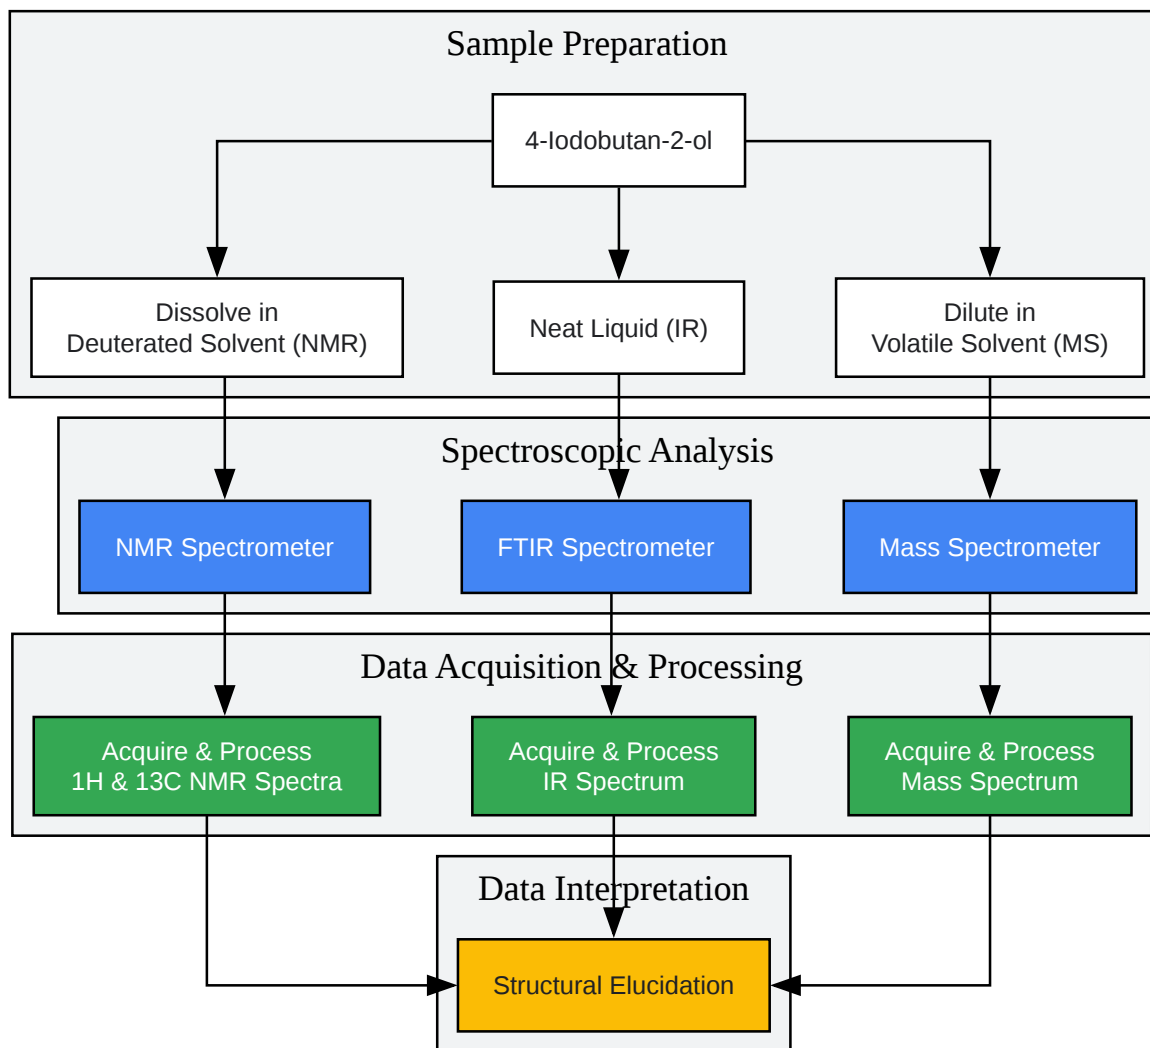 Sample Preparation
4-Iodobutan-2-ol
Dissolve in
Deuterated Solvent (NMR)
Neat Liquid (IR)
Dilute in
Volatile Solvent (MS)
Spectroscopic Analysis
NMR Spectrometer
FTIR Spectrometer
Mass Spectrometer
Data Acquisition & Processing
Acquire & Process
1H & 13C NMR Spectra
Acquire & Process
IR Spectrum
Acquire & Process
Mass Spectrum
Data Interpretation
Structural Elucidation